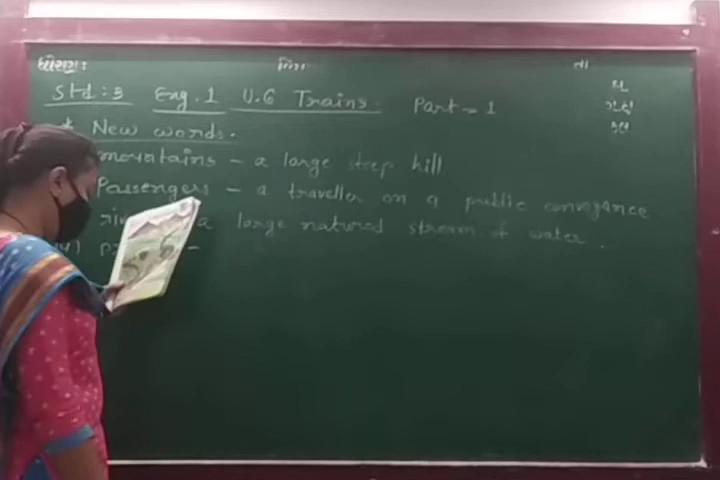 ધોરણઃ વિષય તા
Std : 3 Eng. 1 U.6 Trains. Part - 1
* New words.
mountains - a large steep hill
Passengers - a traveller on a public conveyance
a large natural stream of water.
-